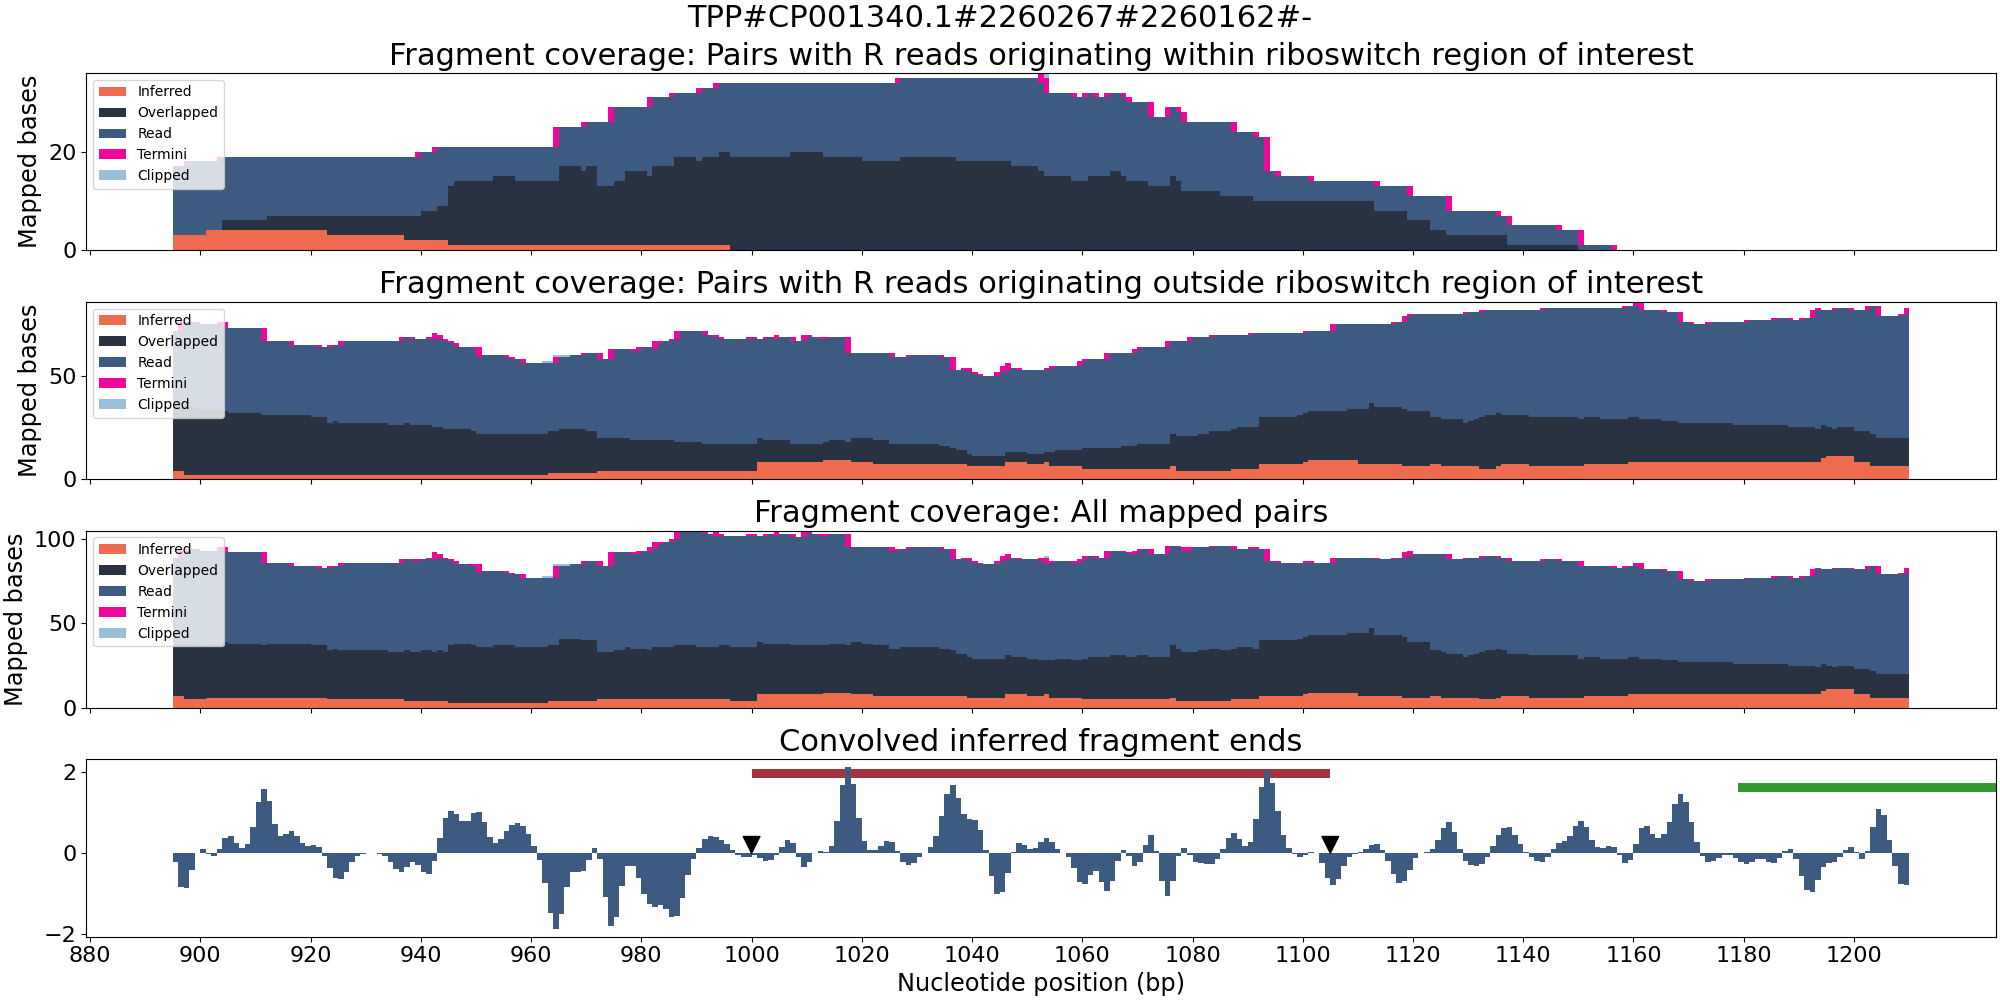 TPP#CP001340.1#2260267#2260162#-
Fragment coverage: Pairs with R reads originating within riboswitch region of interest
Mapped bases
20
0
Inferred
Overlapped
Read
Termini
Clipped
Fragment coverage: Pairs with R reads originating outside riboswitch region of interest
Mapped bases
50
0
Inferred
Overlapped
Read
Termini
Clipped
Fragment coverage: All mapped pairs
Mapped bases
100
50
0
Inferred
Overlapped
Read
Termini
Clipped
Convolved inferred fragment ends
2
0
−2
880 900 920 940 960 980 1000 1020 1040 1060 1080 1100 1120 1140 1160 1180 1200
Nucleotide position (bp)